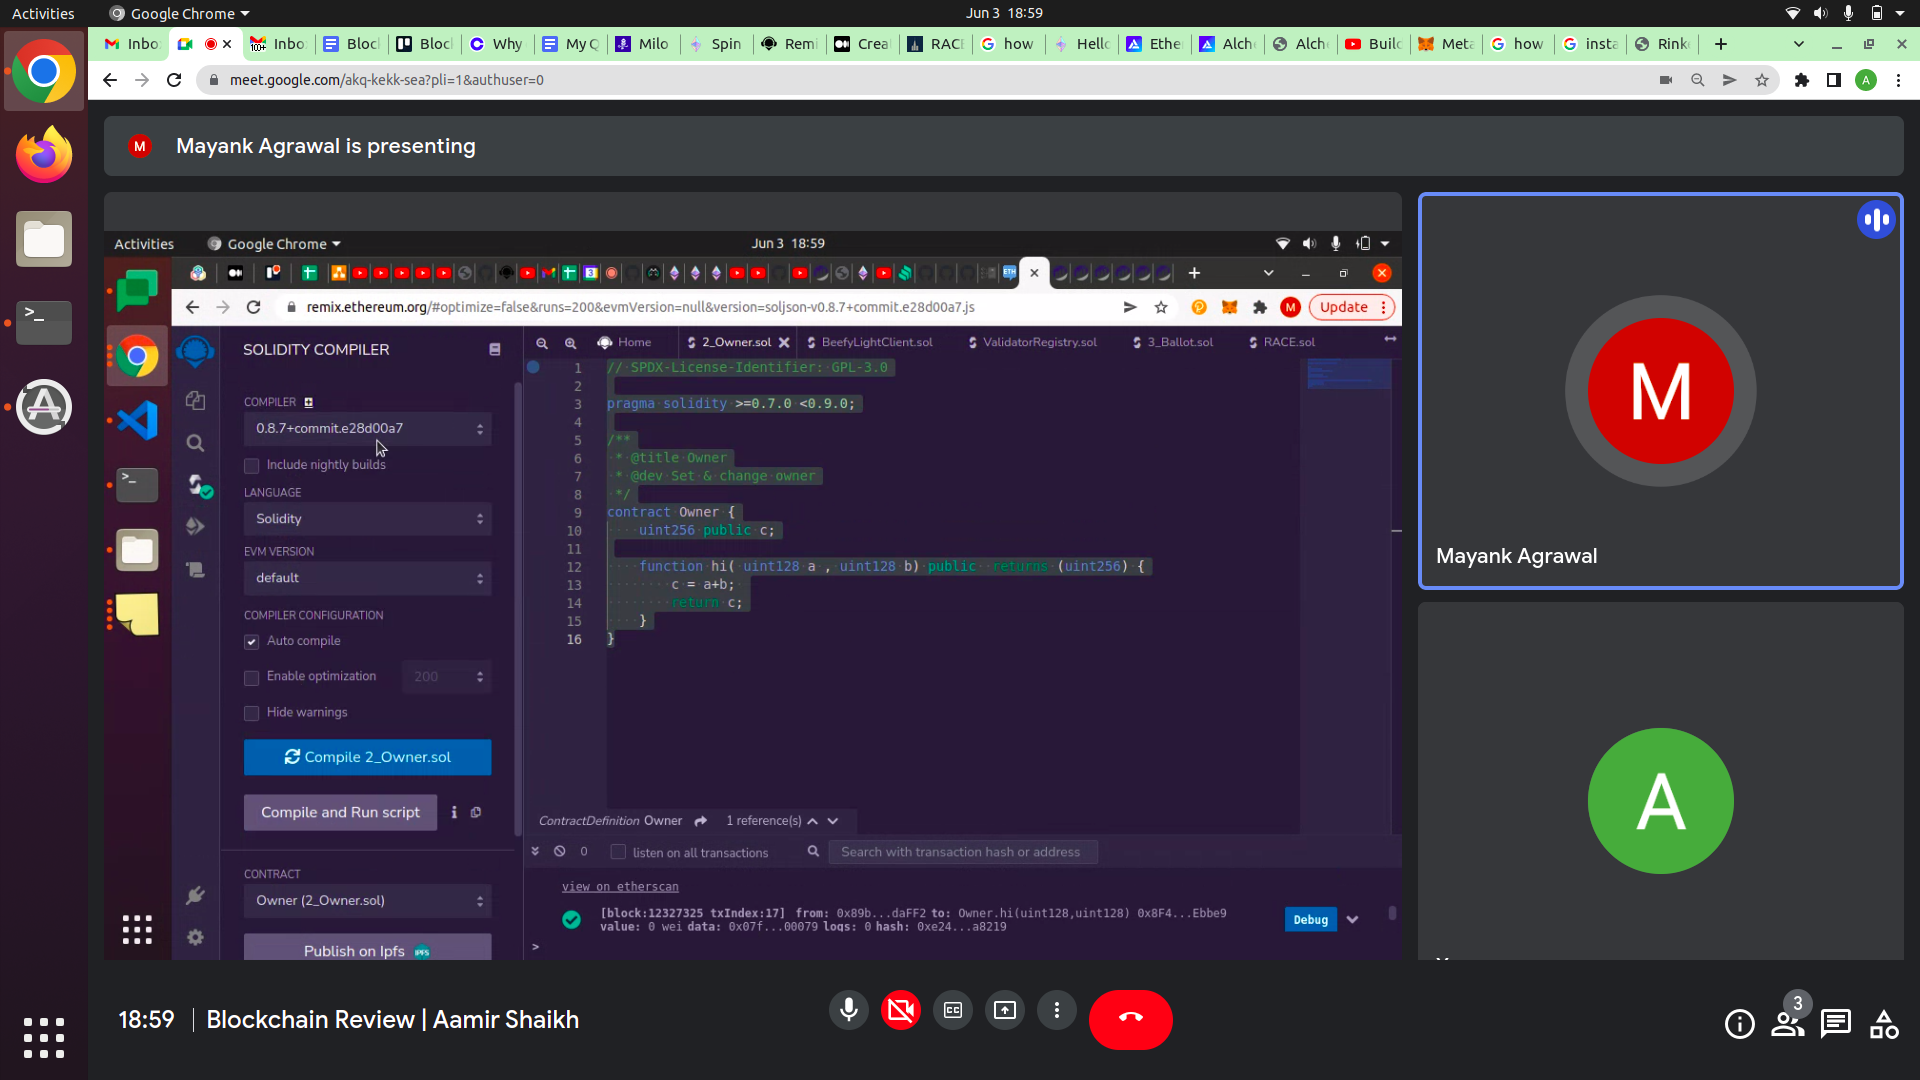 Activities
Google Chrome
Jun 3 18:59
Inbo
Inbo
Block
Bloc
Why
My Q
Milo
Spin
Remi
Crea
RACE
how
Hello
Ethe
Alche
Alche
Build
Meta
how
insta
Rink
meet.google.com/akq-kekk-sea?pli=1&authuser=0
A
M
Mayank Agrawal is presenting
Activities
Google Chrome
Jun 3 18:59
remix.ethereum.org/#optimize=false&runs=200&evmVersion=null&version=soljson-v0.8.7+commit.e28d00a7.js
M
Update
SOLIDITY COMPILER
Home
2_Owner.sol
BeefyLightClient.sol
ValidatorRegistry.sol
3_Ballot.sol
RACE.sol
COMPILER
0.8.7+commit.e28d00a7
Include nightly builds
LANGUAGE
Solidity
EVM VERSION
default
COMPILER CONFIGURATION
Auto compile
Enable optimization
200
Hide warnings
Compile 2_Owner.sol
Compile and Run script
CONTRACT
Owner (2_Owner.sol)
Publish on Ipfs
IPFS
1 // SPDX-License-Identifier: GPL-3.0
2
3 pragma solidity >=0.7.0 <0.9.0;
4
5 /**
6 * @title Owner
7 * @dev Set & change owner
8 */
9 contract Owner {
10 uint256 public c;
11
12 function hi( uint128 a , uint128 b) public returns (uint256) {
13 c = a+b;
14 return c;
15 }
16 }
ContractDefinition Owner
1 reference(s)
0
listen on all transactions
Search with transaction hash or address
view on etherscan
[block:12327325 txIndex:17] from: 0x89b...daFF2 to: Owner.hi(uint128,uint128) 0x8F4...Ebbe9
value: 0 wei data: 0x07f...00079 logs: 0 hash: 0xe24...a8219
Debug
>
M
Mayank Agrawal
A
18:59
Blockchain Review | Aamir Shaikh
3